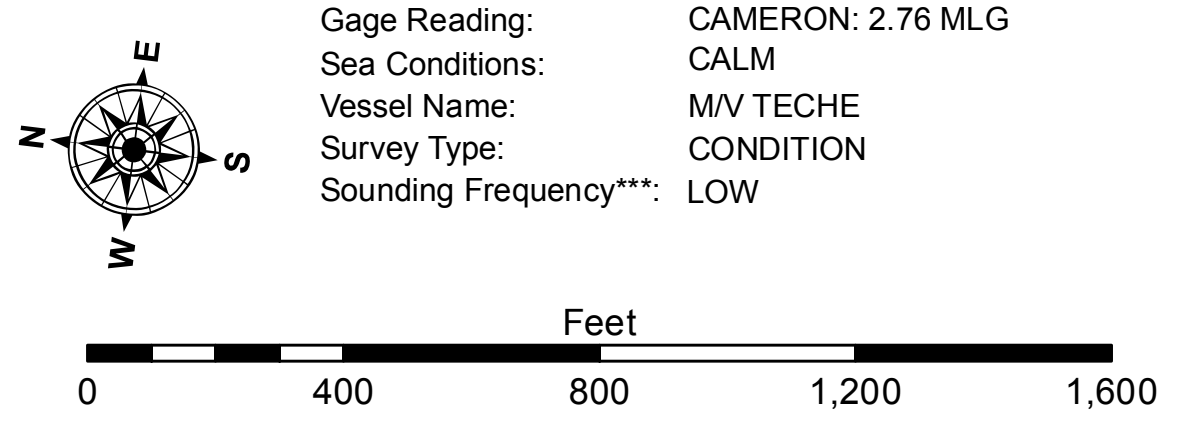 Gage Reading: CAMERON: 2.76 MLG
Sea Conditions: CALM
Vessel Name: M/V TECHE
Survey Type: CONDITION
Sounding Frequency***: LOW
E
N
S
W
Feet
0 400 800 1,200 1,600